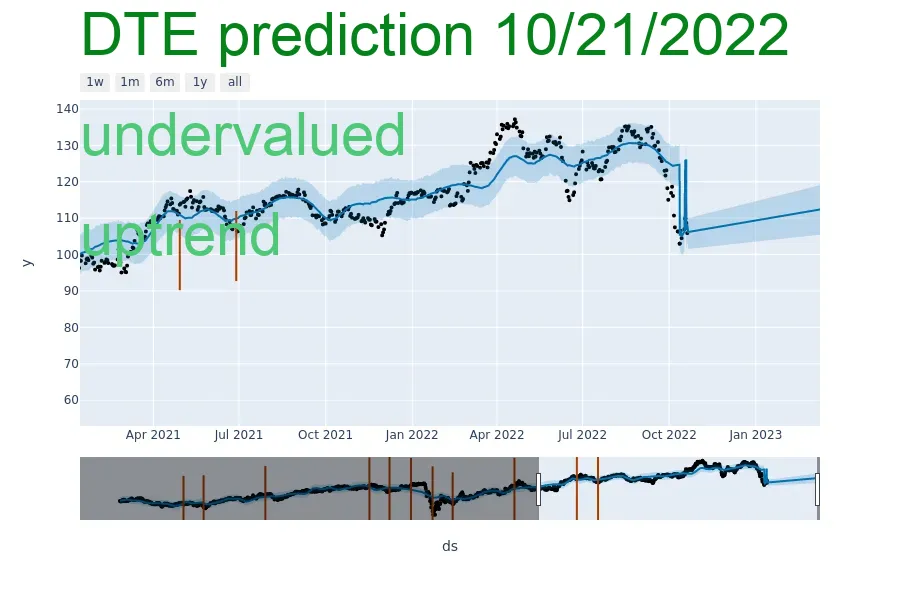 DTE prediction 10/21/2022
1w 1m 6m 1y all
undervalued
uptrend
140
130
120
110
100
90
80
70
60
y
Apr 2021 Jul 2021 Oct 2021 Jan 2022 Apr 2022 Jul 2022 Oct 2022 Jan 2023
ds